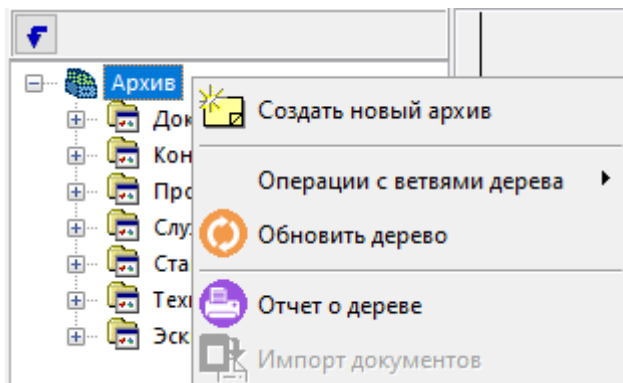 Архив
Создать новый архив
Операции с ветвями дерева
Обновить дерево
Отчет о дереве
Импорт документов